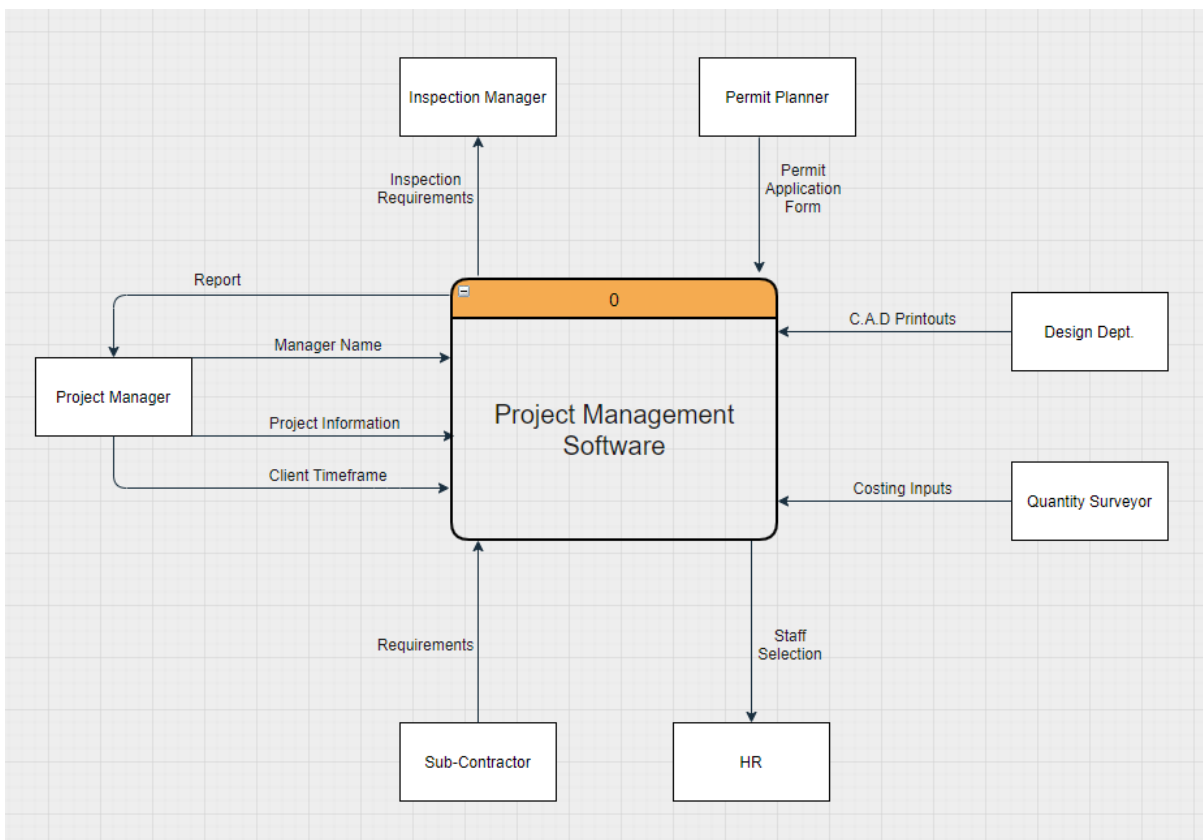 Inspection Manager
Permit Planner
Inspection
Requirements
Permit
Application
Form
Report
0
C.A.D Printouts
Design Dept.
Manager Name
Project Manager
Project Information
Project Management
Software
Client Timeframe
Costing Inputs
Quantity Surveyor
Requirements
Staff
Selection
Sub-Contractor
HR